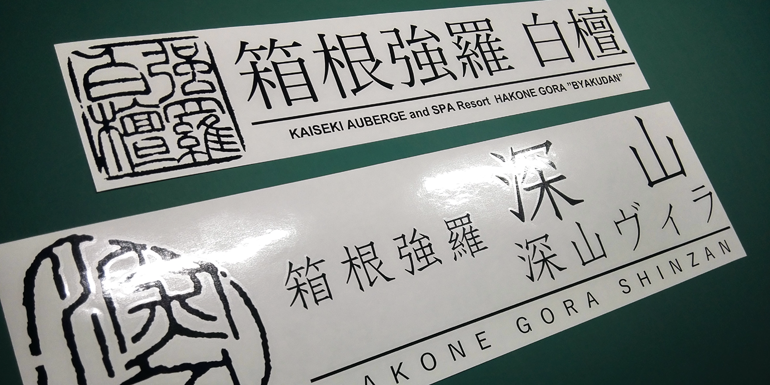 強羅
白檀
箱根強羅 白檀
KAISEKI AUBERGE and SPA Resort HAKONE GORA "BYAKUDAN"
深
箱根強羅 深山
深山ヴィラ
AKONE GORA SHINZAN